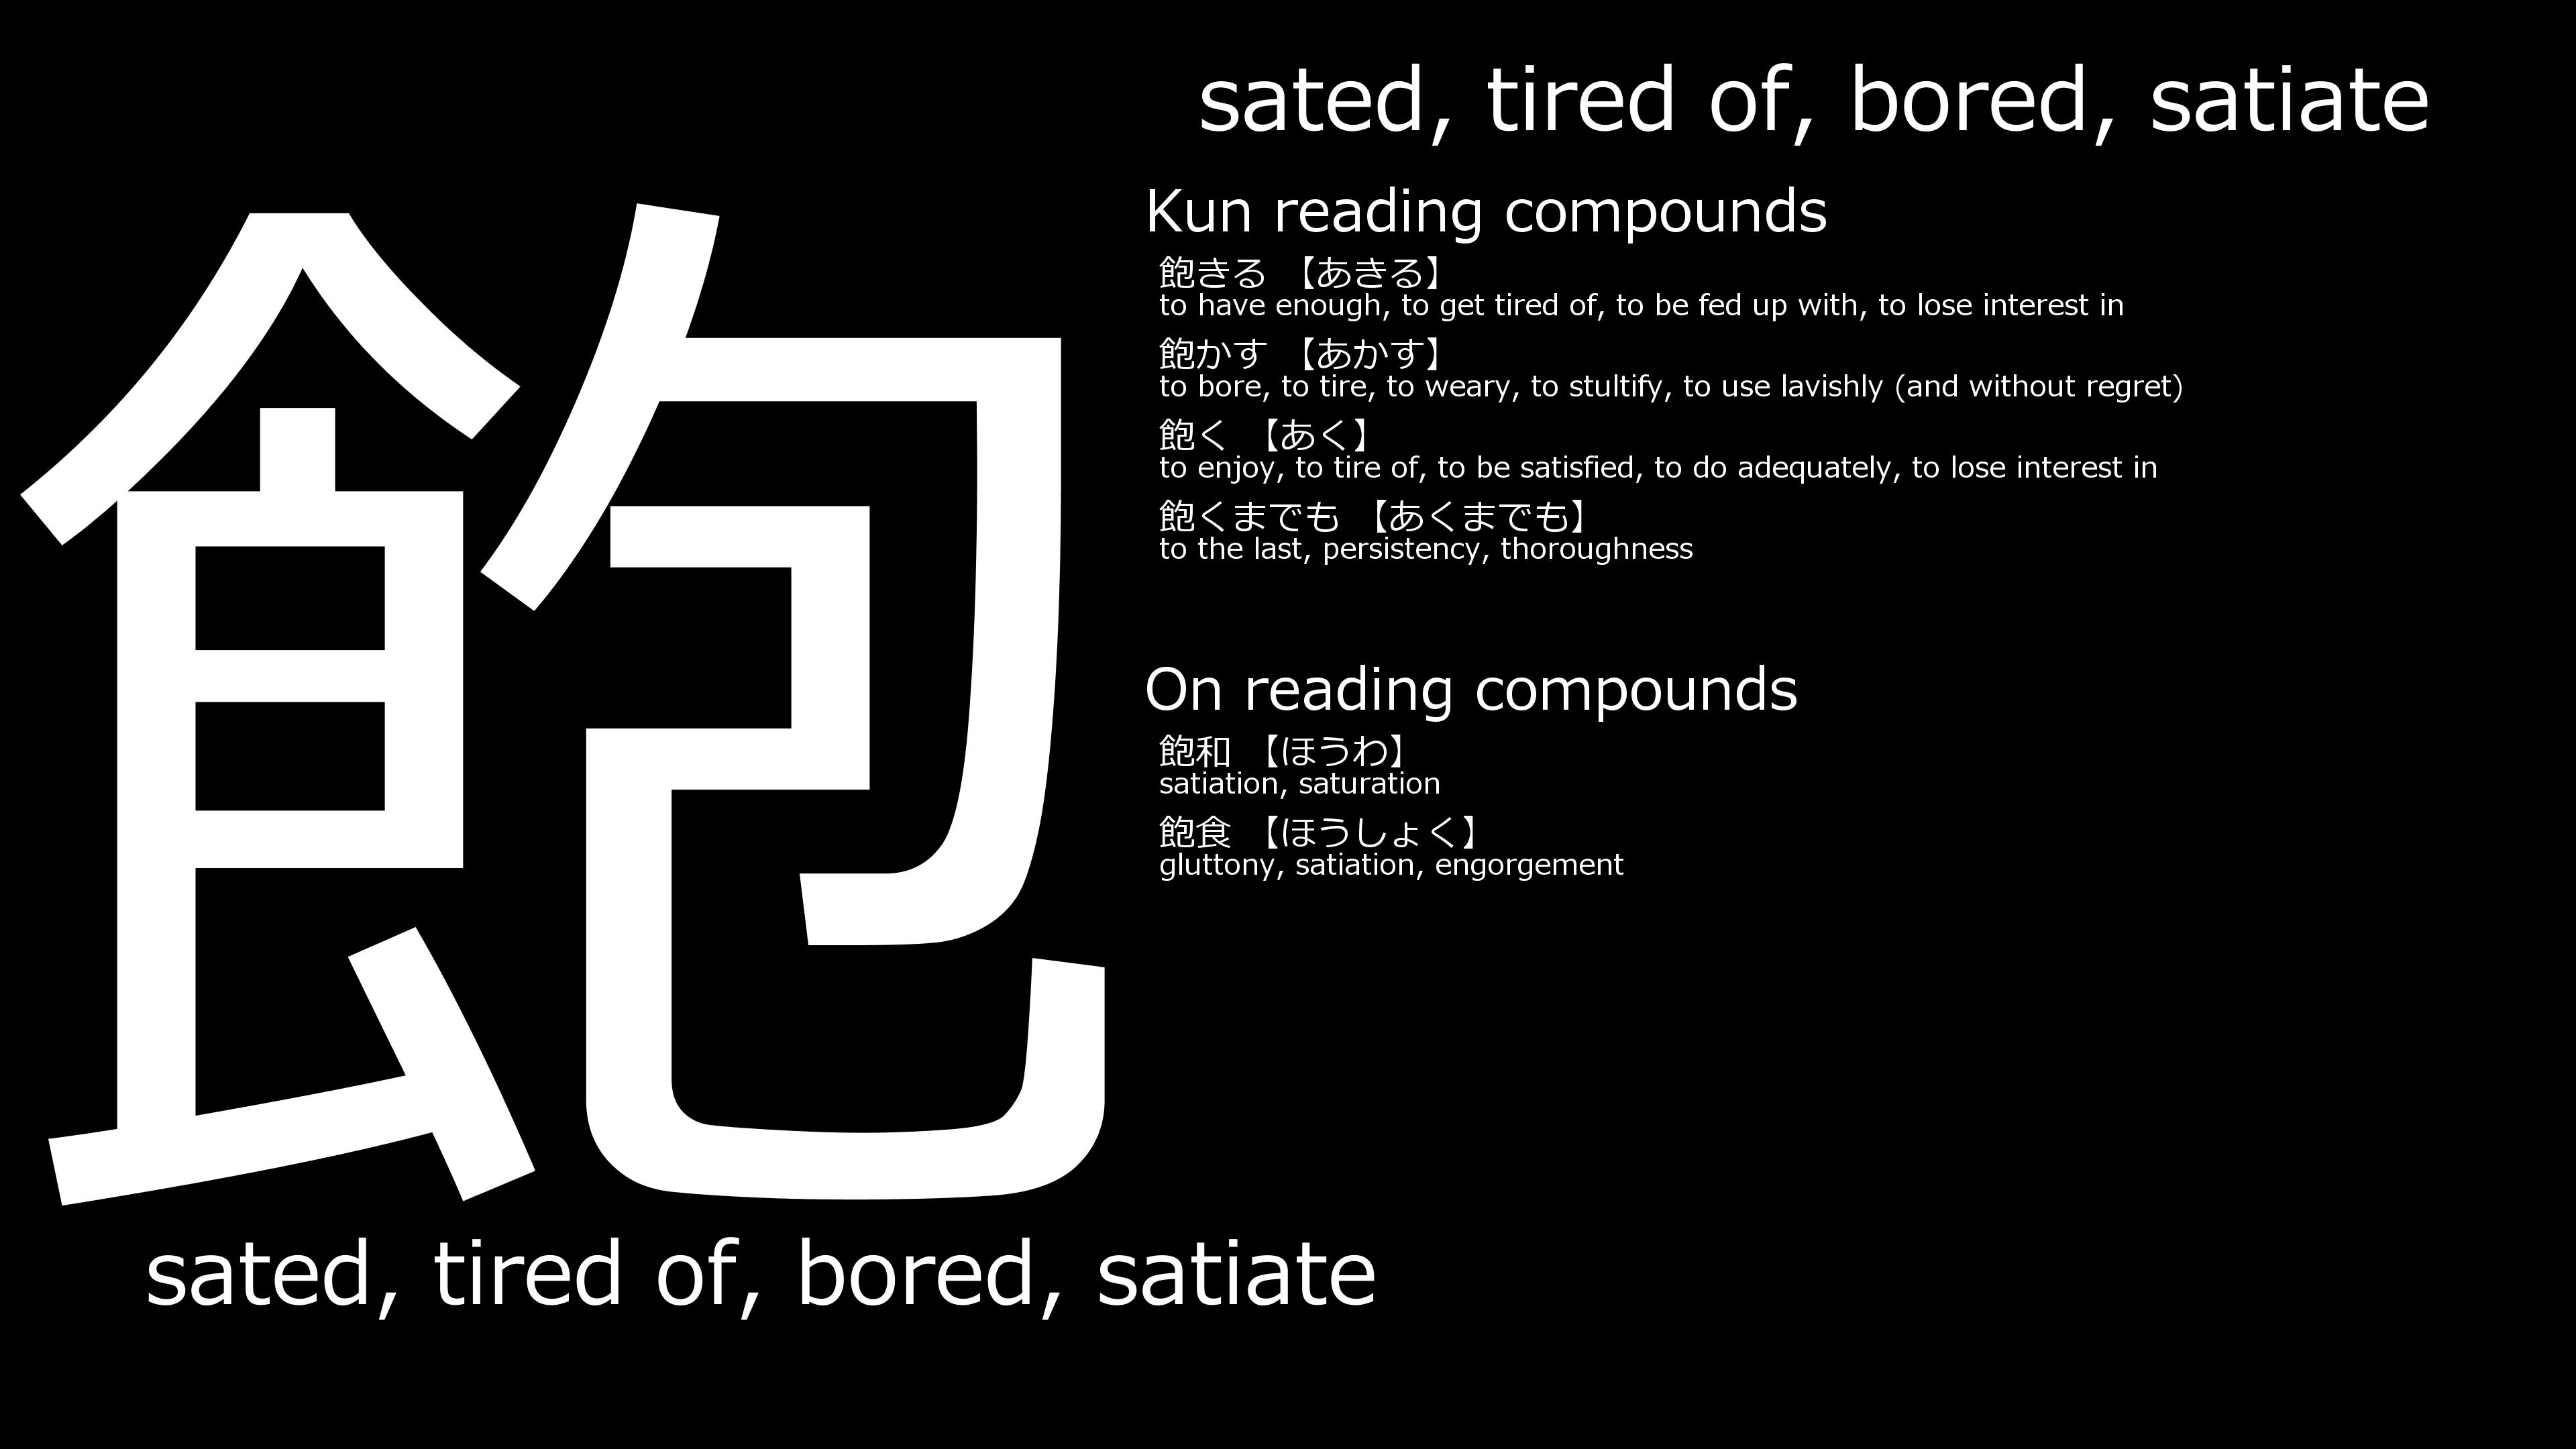 飽
sated, tired of, bored, satiate
sated, tired of, bored, satiate
Kun reading compounds
飽きる 【あきる】
to have enough, to get tired of, to be fed up with, to lose interest in
飽かす 【あかす】
to bore, to tire, to weary, to stultify, to use lavishly (and without regret)
飽く 【あく】
to enjoy, to tire of, to be satisfied, to do adequately, to lose interest in
飽くまでも 【あくまでも】
to the last, persistency, thoroughness
On reading compounds
飽和 【ほうわ】
satiation, saturation
飽食 【ほうしょく】
gluttony, satiation, engorgement